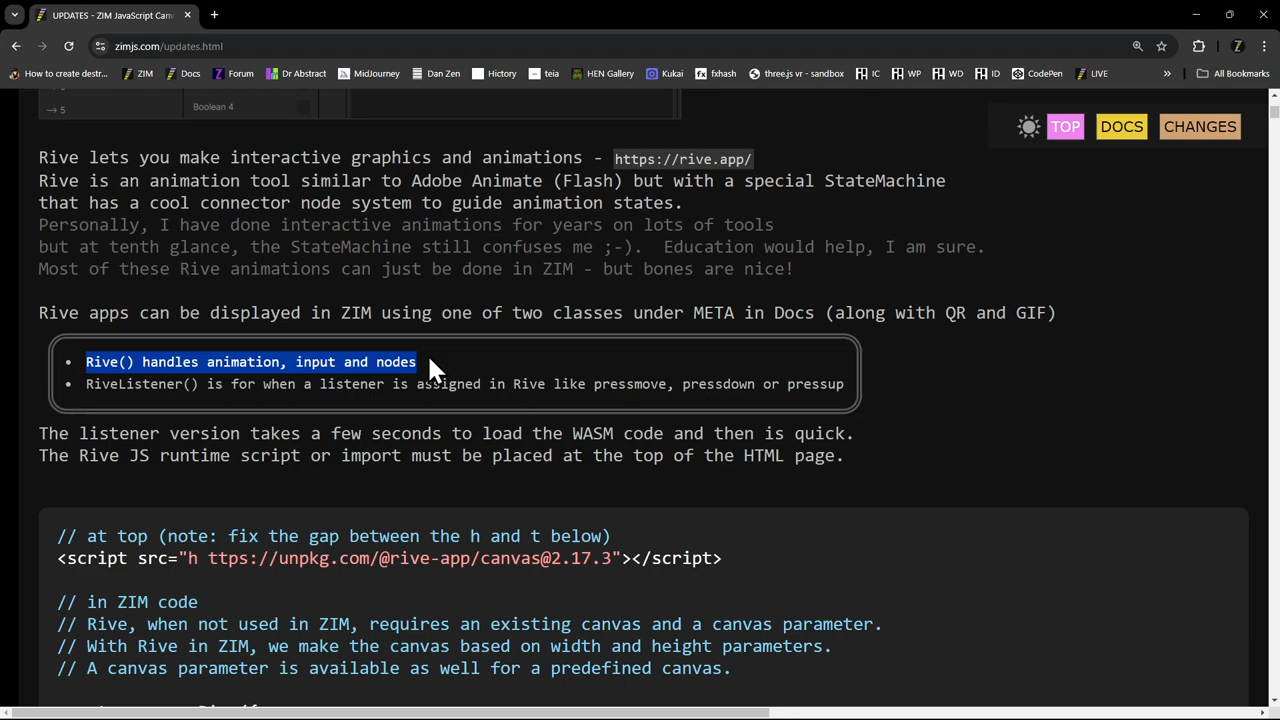 UPDATES - ZIM JavaScript Can
zimjs.com/updates.html
How to create destr...
ZIM
Docs
Forum
Dr Abstract
MidJourney
Dan Zen
Hictory
teia
HEN Gallery
Kukai
fxhash
three.js vr - sandbox
IC
WP
WD
ID
CodePen
LIVE
All Bookmarks
→ 5
Boolean 4
TOP
DOCS
CHANGES
Rive lets you make interactive graphics and animations - https://rive.app/
Rive is an animation tool similar to Adobe Animate (Flash) but with a special StateMachine
that has a cool connector node system to guide animation states.
Personally, I have done interactive animations for years on lots of tools
but at tenth glance, the StateMachine still confuses me ;-). Education would help, I am sure.
Most of these Rive animations can just be done in ZIM - but bones are nice!
Rive apps can be displayed in ZIM using one of two classes under META in Docs (along with QR and GIF)
• Rive() handles animation, input and nodes
• RiveListener() is for when a listener is assigned in Rive like pressmove, pressdown or pressup
The listener version takes a few seconds to load the WASM code and then is quick.
The Rive JS runtime script or import must be placed at the top of the HTML page.
// at top (note: fix the gap between the h and t below)
<script src="h ttps://unpkg.com/@rive-app/canvas@2.17.3"></script>
// in ZIM code
// Rive, when not used in ZIM, requires an existing canvas and a canvas parameter.
// With Rive in ZIM, we make the canvas based on width and height parameters.
// A canvas parameter is available as well for a predefined canvas.